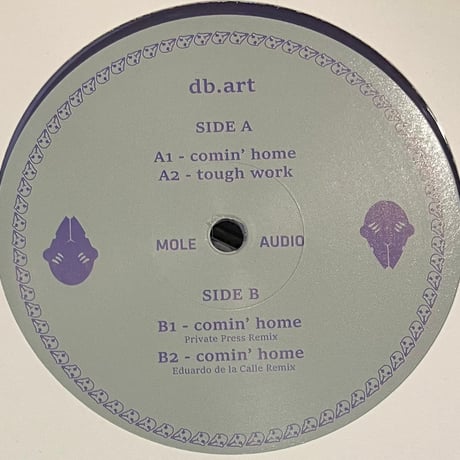 db.art
SIDE A
A1 - comin' home
A2 - tough work
MOLE AUDIO
SIDE B
B1 - comin' home
Private Press Remix
B2 - comin' home
Eduardo de la Calle Remix